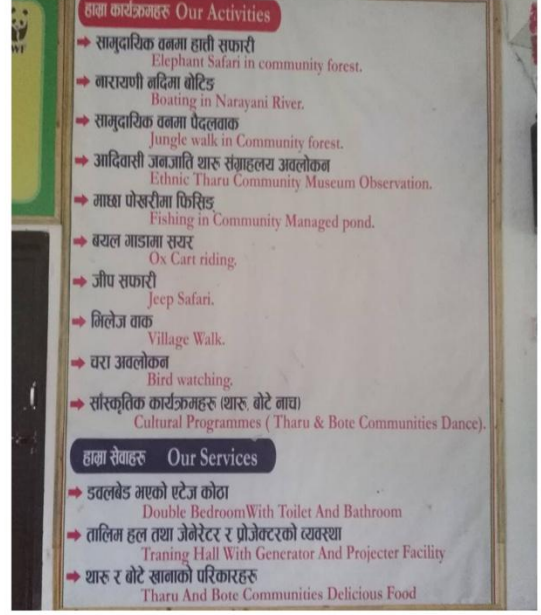 हाम्रा कार्यक्रमहरु Our Activities
सामुदायिक वनमा हात्ती सफारी
Elephant Safari in community forest.
नारायणी नदिमा बोटिङ
Boating in Narayani River.
सामुदायिक वनमा पैदलवाक
Jungle walk in Community forest.
आदिवासी जनजाति थारु संग्राहलय अवलोकन
Ethnic Tharu Community Museum Observation.
माछा पोखरीमा फिसिङ
Fishing in Community Managed pond.
बयल गाडामा सयर
Ox Cart riding.
जीप सफारी
Jeep Safari.
भिलेज वाक
Village Walk.
चरा अवलोकन
Bird watching.
साँस्कृतिक कार्यक्रमहरु (थारु, बोटे नाच)
Cultural Programmes ( Tharu & Bote Communities Dance).
हाम्रा सेवाहरु Our Services
डवलबेड भएको एटेज कोठा
Double BedroomWith Toilet And Bathroom
तालिम हल तथा जेनेरेटर र प्रोजेक्टरको व्यवस्था
Traning Hall With Generator And Projecter Facility
थारु र बोटे खानाको परिकारहरु
Tharu And Bote Communities Delicious Food